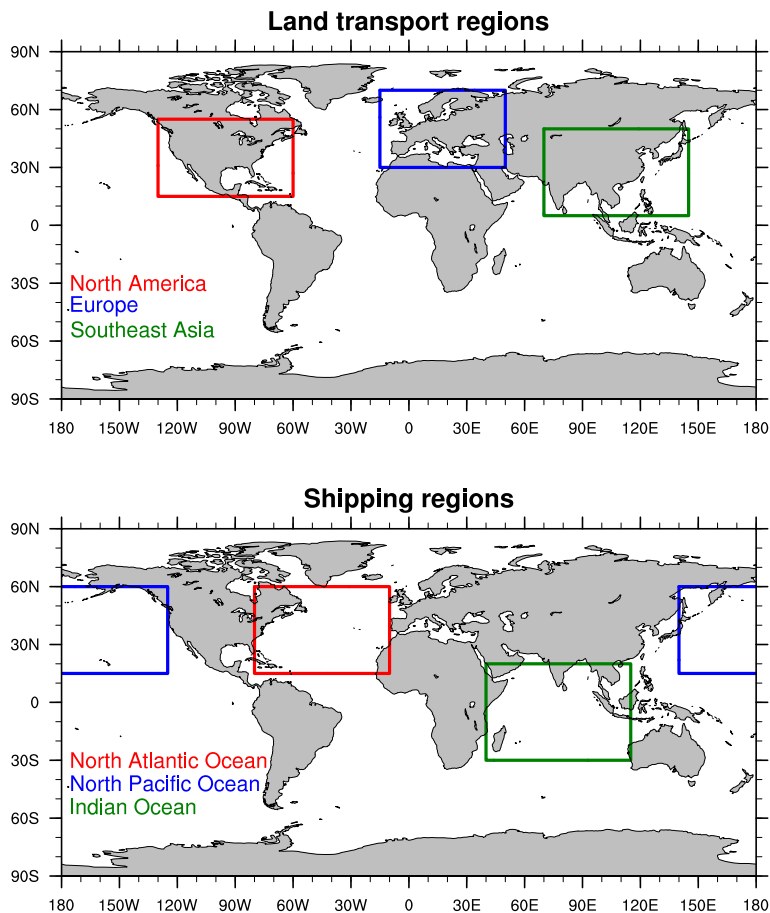 Land transport regions
90N
60N
30N
0
30S
60S
90S
North America
Europe
Southeast Asia
180 150W 120W 90W 60W 30W 0 30E 60E 90E 120E 150E 180
Shipping regions
90N
60N
30N
0
30S
60S
90S
North Atlantic Ocean
North Pacific Ocean
Indian Ocean
180 150W 120W 90W 60W 30W 0 30E 60E 90E 120E 150E 180